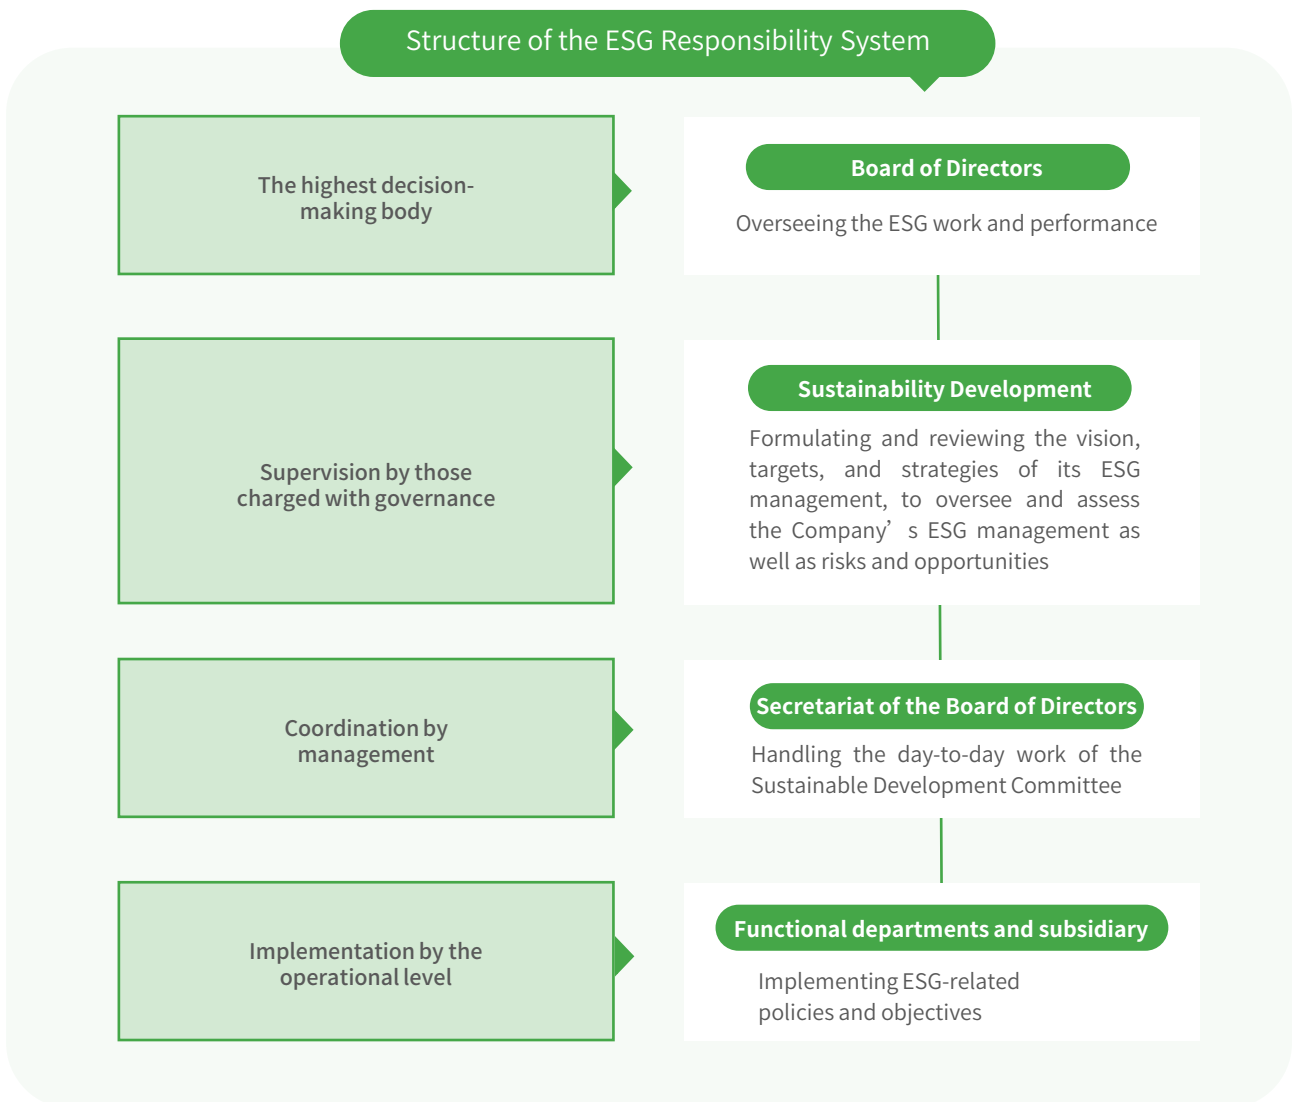 Structure of the ESG Responsibility System
The highest decision-
making body
Board of Directors
Overseeing the ESG work and performance
Supervision by those
charged with governance
Sustainability Development
Formulating and reviewing the vision,
targets, and strategies of its ESG
management, to oversee and assess
the Company’ s ESG management as
well as risks and opportunities
Coordination by
management
Secretariat of the Board of Directors
Handling the day-to-day work of the
Sustainable Development Committee
Implementation by the
operational level
Functional departments and subsidiary
Implementing ESG-related
policies and objectives